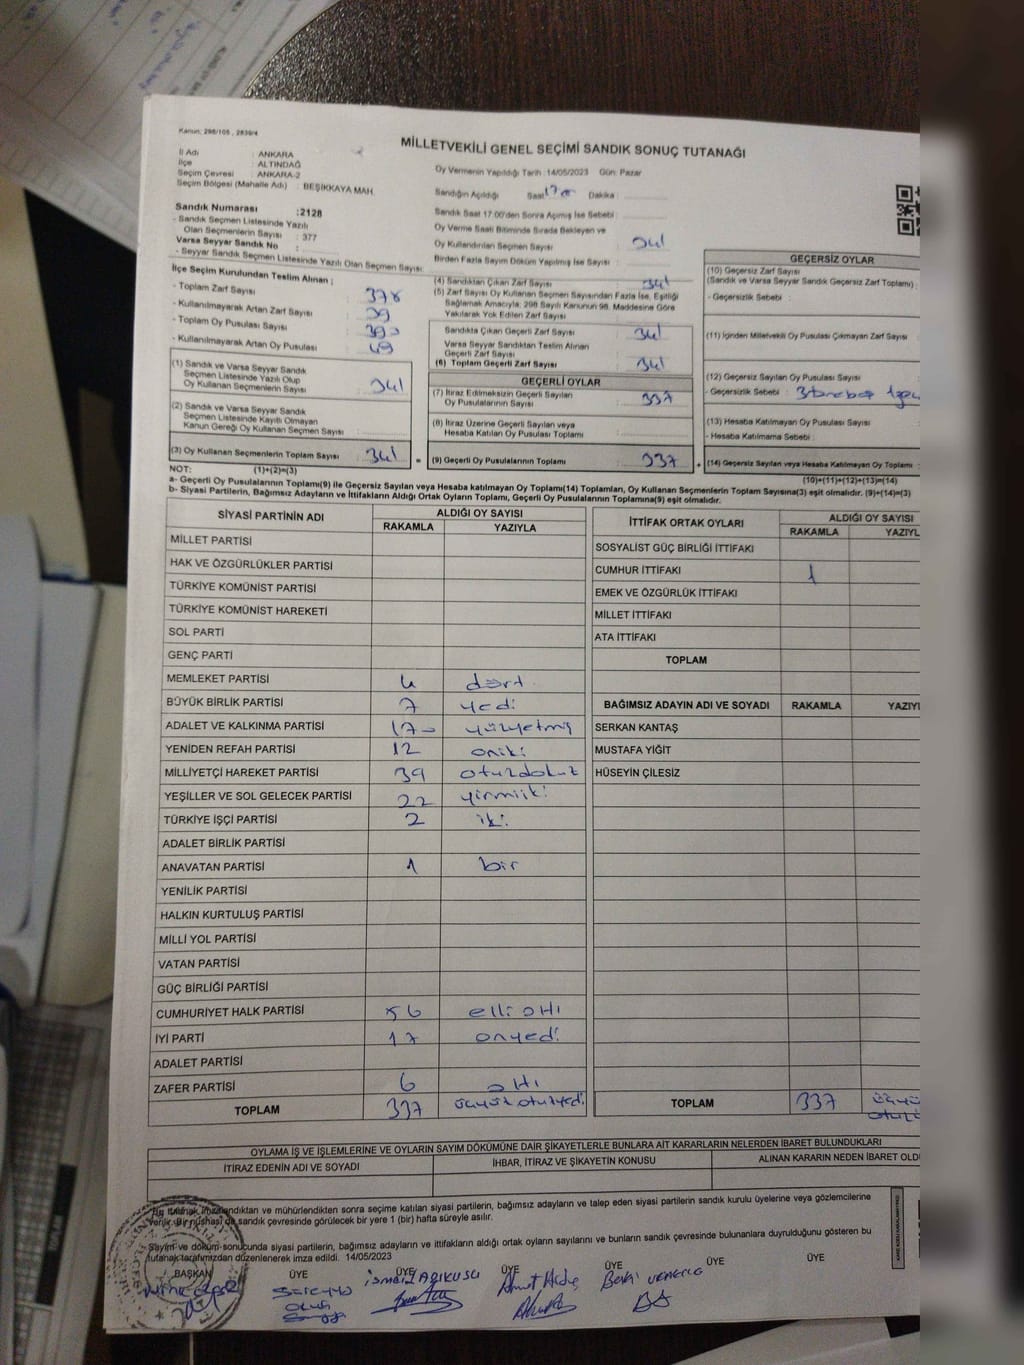 Kanun: 298/105 , 2839/4
MİLLETVEKİLİ GENEL SEÇİMİ SANDIK SONUÇ TUTANAĞI
İl Adı : ANKARA
İlçe : ALTINDAĞ
Seçim Çevresi : ANKARA-2
Seçim Bölgesi (Mahalle Adı) : BEŞİKKAYA MAH.
Sandık Numarası :2128
- Sandık Seçmen Listesinde Yazılı
Olan Seçmenlerin Sayısı : 377
Varsa Seyyar Sandık No :
- Seyyar Sandık Seçmen Listesinde Yazılı Olan Seçmen Sayısı:
Oy Vermenin Yapıldığı Tarih : 14/05/2023 Gün: Pazar
Sandığın Açıldığı Saat 17 Dakika :
Sandık Saat 17:00'den Sonra Açılmış İse Sebebi :
Oy Verme Saati Bitiminde Sırada Bekleyen ve
Oy Kullandırılan Seçmen Sayısı : 341
Birden Fazla Sayım Döküm Yapılmış İse Sayısı :
İlçe Seçim Kurulundan Teslim Alınan ;
- Toplam Zarf Sayısı : 378
- Kullanılmayarak Artan Zarf Sayısı : 39
- Toplam Oy Pusulası Sayısı : 390
- Kullanılmayarak Artan Oy Pusulası : 49
(1) Sandık ve Varsa Seyyar Sandık
Seçmen Listesinde Yazılı Olup
Oy Kullanan Seçmenlerin Sayısı : 341
(2) Sandık ve Varsa Seyyar Sandık
Seçmen Listesinde Kayıtlı Olmayan
Kanun Gereği Oy Kullanan Seçmen Sayısı :
(3) Oy Kullanan Seçmenlerin Toplam Sayısı : 341
(4) Sandıktan Çıkan Zarf Sayısı : 341
(5) Zarf Sayısı Oy Kullanan Seçmen Sayısından Fazla İse, Eşitliği
Sağlamak Amacıyla, 298 Sayılı Kanunun 98. Maddesine Göre
Yakılarak Yok Edilen Zarf Sayısı :
Sandıkta Çıkan Geçerli Zarf Sayısı : 341
Varsa Seyyar Sandıktan Teslim Alınan
Geçerli Zarf Sayısı :
(6) Toplam Geçerli Zarf Sayısı : 341
GEÇERLİ OYLAR
(7) İtiraz Edilmeksizin Geçerli Sayılan
Oy Pusulalarının Sayısı : 337
(8) İtiraz Üzerine Geçerli Sayılan veya
Hesaba Katılan Oy Pusulası Toplamı :
(9) Geçerli Oy Pusulalarının Toplamı : 337
GEÇERSİZ OYLAR
(10) Geçersiz Zarf Sayısı
(Sandık ve Varsa Seyyar Sandık Geçersiz Zarf Toplamı) :
- Geçersizlik Sebebi :
(11) İçinden Milletvekili Oy Pusulası Çıkmayan Zarf Sayısı
(12) Geçersiz Sayılan Oy Pusulası Sayısı :
- Geçersizlik Sebebi :
(13) Hesaba Katılmayan Oy Pusulası Sayısı :
- Hesaba Katılmama Sebebi :
(14) Geçersiz Sayılan veya Hesaba Katılmayan Oy Toplamı :
NOT: (1)+(2)=(3)
(10)+(11)+(12)+(13)=(14)
a- Geçerli Oy Pusulalarının Toplamı(9) ile Geçersiz Sayılan veya Hesaba katılmayan Oy Toplamı(14) Toplamları, Oy Kullanan Seçmenlerin Toplam Sayısına(3) eşit olmalıdır. (9)+(14)=(3)
b- Siyasi Partilerin, Bağımsız Adayların ve İttifakların Aldığı Ortak Oyların Toplamı, Geçerli Oy Pusulalarının Toplamına(9) eşit olmalıdır.
SİYASİ PARTİNİN ADI ALDIĞI OY SAYISI
RAKAMLA YAZIYLA
MİLLET PARTİSİ
HAK VE ÖZGÜRLÜKLER PARTİSİ
TÜRKİYE KOMÜNİST PARTİSİ
TÜRKİYE KOMÜNİST HAREKETİ
SOL PARTİ
GENÇ PARTİ
MEMLEKET PARTİSİ 4 dört
BÜYÜK BİRLİK PARTİSİ 7 yedi
ADALET VE KALKINMA PARTİSİ 170 yüzyetmiş
YENİDEN REFAH PARTİSİ 12 oniki
MİLLİYETÇİ HAREKET PARTİSİ 39 otuzdokuz
YEŞİLLER VE SOL GELECEK PARTİSİ 22 yirmiiki
TÜRKİYE İŞÇİ PARTİSİ 2 iki
ADALET BİRLİK PARTİSİ
ANAVATAN PARTİSİ 1 bir
YENİLİK PARTİSİ
HALKIN KURTULUŞ PARTİSİ
MİLLİ YOL PARTİSİ
VATAN PARTİSİ
GÜÇ BİRLİĞİ PARTİSİ
CUMHURİYET HALK PARTİSİ 56 elli altı
İYİ PARTİ 17 onyedi
ADALET PARTİSİ
ZAFER PARTİSİ 6 altı
TOPLAM 337 üçyüz otuzyedi
İTTİFAK ORTAK OYLARI ALDIĞI OY SAYISI
RAKAMLA YAZIYL
SOSYALİST GÜÇ BİRLİĞİ İTTİFAKI
CUMHUR İTTİFAKI 1
EMEK VE ÖZGÜRLÜK İTTİFAKI
MİLLET İTTİFAKI
ATA İTTİFAKI
TOPLAM
BAĞIMSIZ ADAYIN ADI VE SOYADI RAKAMLA YAZIYL
SERKAN KANTAŞ
MUSTAFA YİĞİT
HÜSEYİN ÇİLESİZ
TOPLAM 337 üçyü
otuz
OYLAMA İŞ VE İŞLEMLERİNE VE OYLARIN SAYIM DÖKÜMÜNE DAİR ŞİKAYETLERLE BUNLARA AİT KARARLARIN NELERDEN İBARET BULUNDUKLARI
İTİRAZ EDENİN ADI VE SOYADI İHBAR, İTİRAZ VE ŞİKAYETİN KONUSU ALINAN KARARIN NEDEN İBARET OLDU
Bu tutanak imzalandıktan ve mühürlendikten sonra seçime katılan siyasi partilerin, bağımsız adayların ve talep eden siyasi partilerin sandık kurulu üyelerine veya gözlemcilerine
verilir. Bir nüshası da sandık çevresinde görülecek bir yere 1 (bir) hafta süreyle asılır.
Sayım ve döküm sonucunda siyasi partilerin, bağımsız adayların ve ittifakların aldığı ortak oyların sayılarını ve bunların sandık çevresinde bulunanlara duyrulduğunu gösteren bu
tutanak tarafımızdan düzenlenerek imza edildi. 14/05/2023
BAŞKAN ÜYE ÜYE ÜYE ÜYE ÜYE
İsmail AÇIKUSU Ahmet